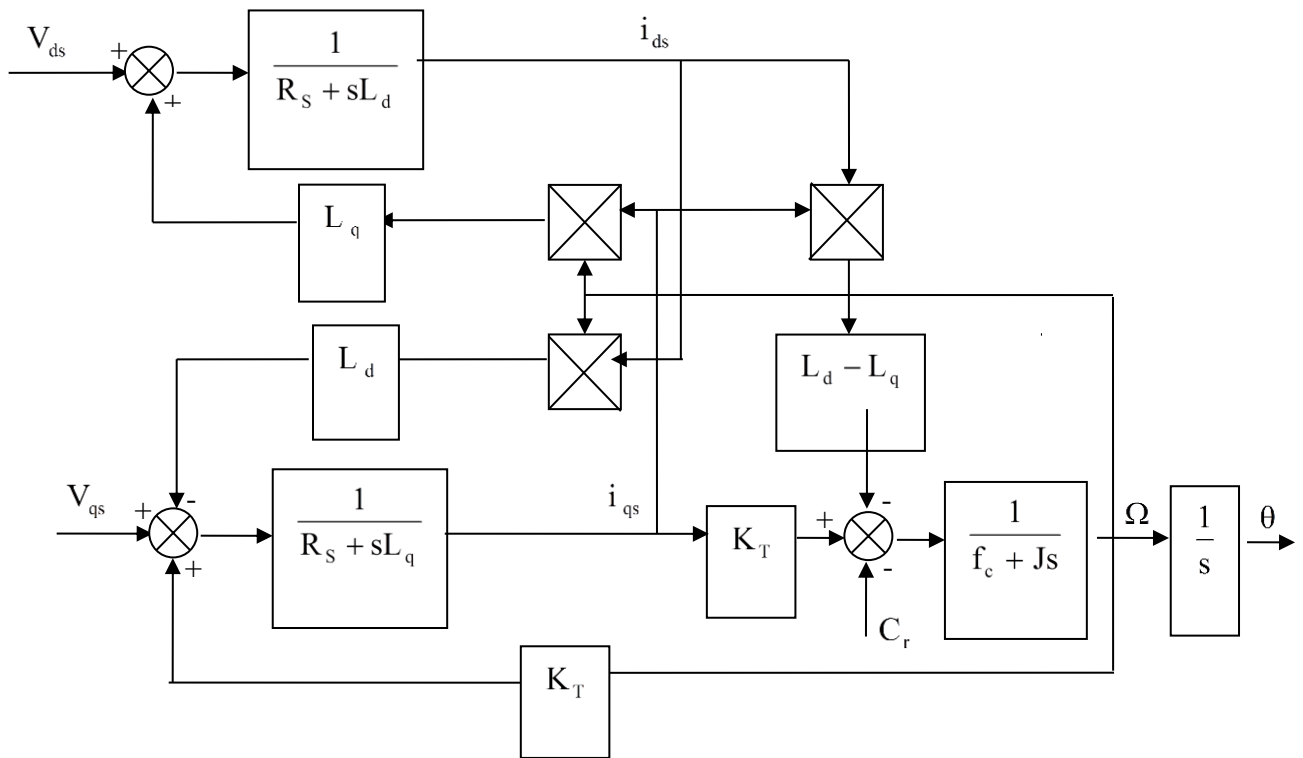 V_ds
+
+
1
R_S + sL_d
i_ds
L_q
L_d
L_d − L_q
V_qs
+
-
+
1
R_S + sL_q
i_qs
K_T
+
-
-
C_r
1
f_c + Js
Ω
1
s
θ
K_T